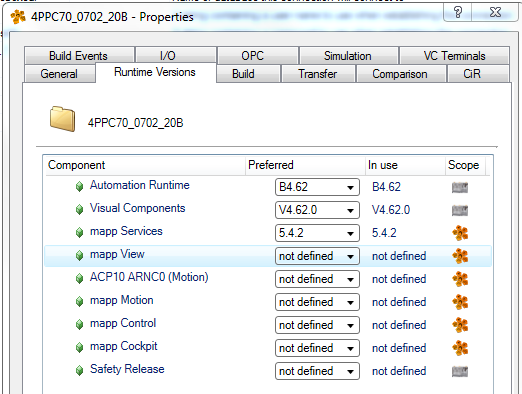 4PPC70_0702_20B - Properties
Build Events I/O OPC Simulation VC Terminals
General Runtime Versions Build Transfer Comparison CiR
4PPC70_0702_20B
Component Preferred In use Scope
Automation Runtime B4.62 B4.62
Visual Components V4.62.0 V4.62.0
mapp Services 5.4.2 5.4.2
mapp View not defined not defined
ACP10 ARNC0 (Motion) not defined not defined
mapp Motion not defined not defined
mapp Control not defined not defined
mapp Cockpit not defined not defined
Safety Release not defined not defined